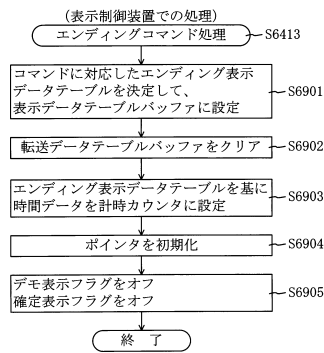 (表示制御装置での処理)
エンディングコマンド処理 S6413
コマンドに対応したエンディング表示
データテーブルを決定して、 S6901
表示データテーブルバッファに設定
転送データテーブルバッファをクリア S6902
エンディング表示データテーブルを基に
時間データを計時カウンタに設定 S6903
ポインタを初期化 S6904
デモ表示フラグをオフ S6905
確定表示フラグをオフ
終 了